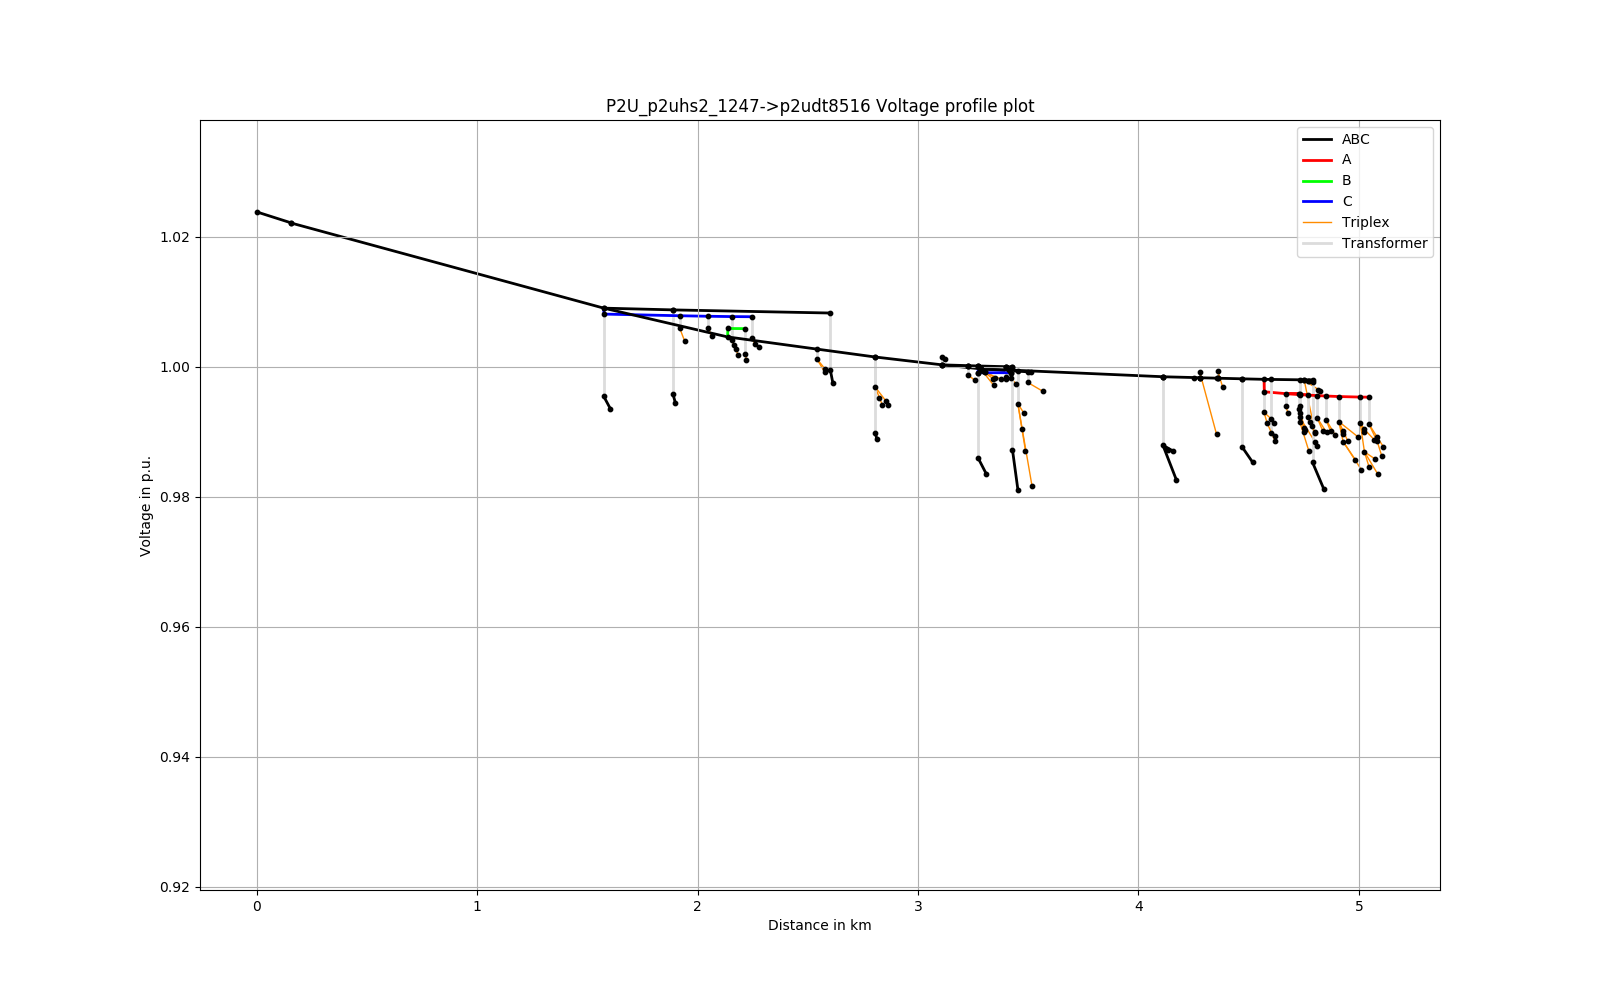 P2U_p2uhs2_1247->p2udt8516 Voltage profile plot
ABC
A
B
C
Triplex
Transformer
1.02
1.00
0.98
0.96
0.94
0.92
Voltage in p.u.
0 1 2 3 4 5
Distance in km